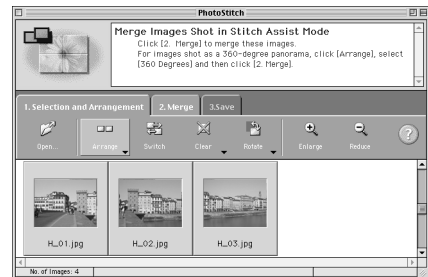 PhotoStitch
Merge Images Shot in Stitch Assist Mode
Click [2. Merge] to merge these images.
For images shot as a 360-degree panorama, click [Arrange], select
[360 Degrees] and then click [2. Merge].
1. Selection and Arrangement 2. Merge 3.Save
Open... Arrange Switch Clear Rotate Enlarge Reduce ?
H_01.jpg H_02.jpg H_03.jpg
No. of Images: 4